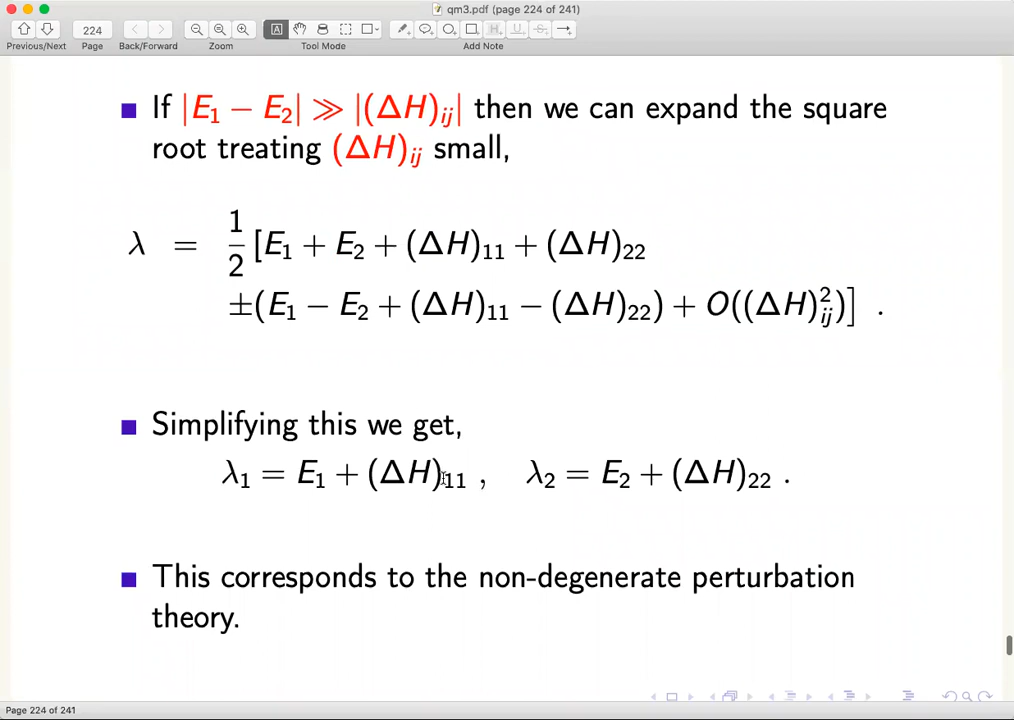 qm3.pdf (page 224 of 241)
224
Previous/Next Page Back/Forward Zoom Tool Mode Add Note
If |E₁ − E₂| ≫ |(ΔH)ᵢⱼ| then we can expand the square
root treating (ΔH)ᵢⱼ small,
λ = 1/2 [E₁ + E₂ + (ΔH)₁₁ + (ΔH)₂₂
±(E₁ − E₂ + (ΔH)₁₁ − (ΔH)₂₂) + O((ΔH)²ᵢⱼ)] .
Simplifying this we get,
λ₁ = E₁ + (ΔH)₁₁ , λ₂ = E₂ + (ΔH)₂₂ .
This corresponds to the non-degenerate perturbation
theory.
Page 224 of 241